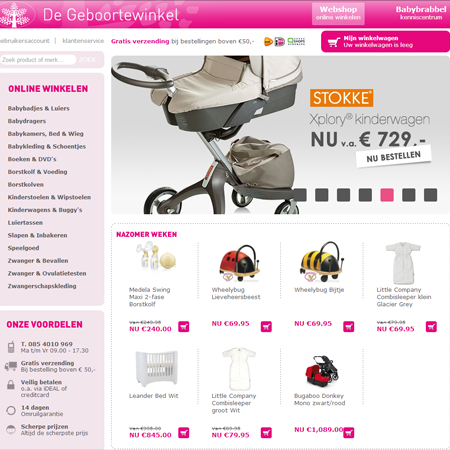 De Geboortewinkel
Webshop
online winkelen
Babybrabbel
kenniscentrum
ebruikersaccount | klantenservice
Gratis verzending bij bestellingen boven €50,-
Mijn winkelwagen
Uw winkelwagen is leeg
Zoek product of merk...
ZOEK
ONLINE WINKELEN
Babybadjes & Luiers
Babydragers
Babykamers, Bed & Wieg
Babykleding & Schoentjes
Boeken & DVD's
Borstkolf & Voeding
Borstkolven
Kinderstoelen & Wipstoelen
Kinderwagens & Buggy's
Luiertassen
Slapen & Inbakeren
Speelgoed
Zwanger & Bevallen
Zwanger & Ovulatietesten
Zwangerschapskleding
STOKKE®
Xplory® kinderwagen
NU v.a. € 729,-
NU BESTELLEN
NAZOMER WEKEN
Medela Swing
Maxi 2-fase
Borstkolf
NU €240.00
Wheelybug
Lieveheersbeest
NU €69.95
Wheelybug Bijtje
NU €69.95
Little Company
Combisleeper klein
Glacier Grey
Van €79.95
NU €69.95
Leander Bed Wit
NU €845.00
Little Company
Combisleeper
groot Wit
Van €89.95
NU €79.95
Bugaboo Donkey
Mono zwart/rood
NU €1,089.00
ONZE VOORDELEN
T. 085 4010 969
Ma t/m Vr 09.00 - 17.30
Gratis verzending
Bij bestelling boven € 50,-
Veilig betalen
o.a. via iDEAL of
creditcard
14 dagen
Omruilgarantie
Scherpe prijzen
Altijd de scherpste prijs